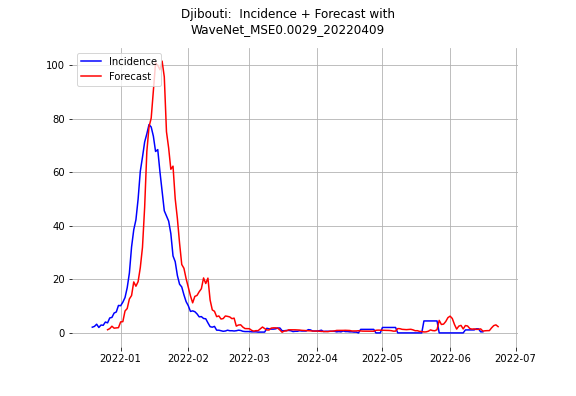 Djibouti:  Incidence + Forecast with
WaveNet_MSE0.0029_20220409
Incidence
Forecast
100
80
60
40
20
0
2022-01 2022-02 2022-03 2022-04 2022-05 2022-06 2022-07